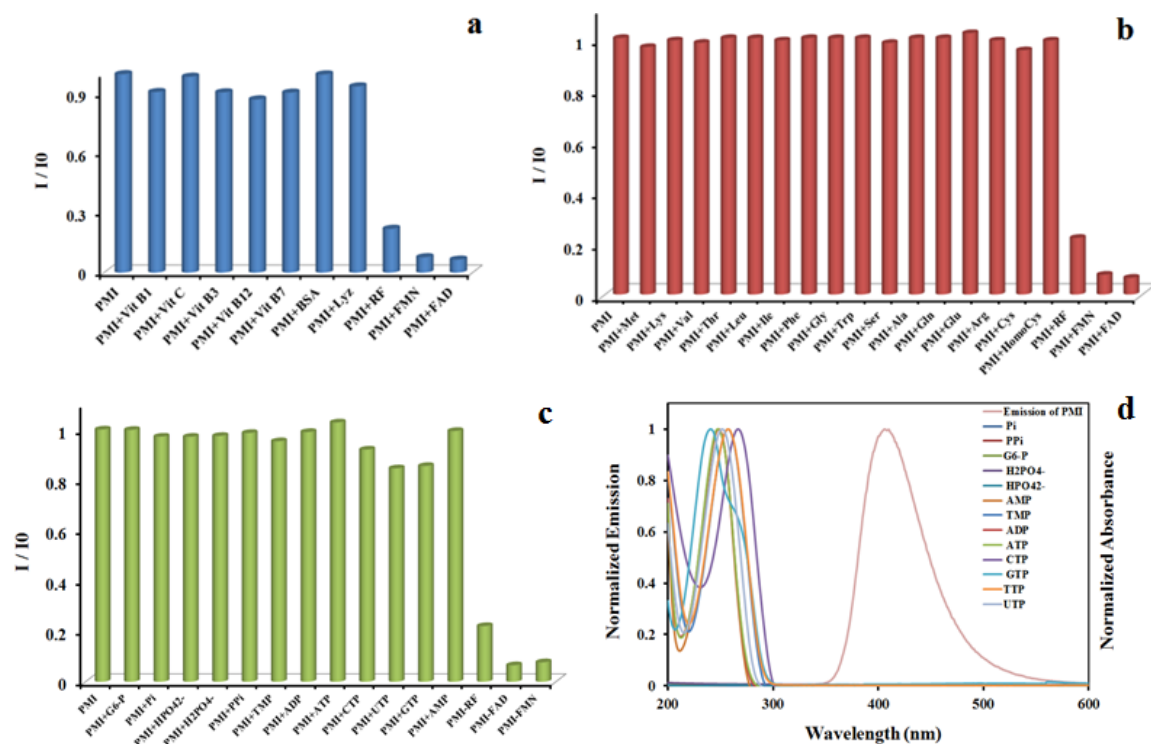 a
I / I0
0.9
0.6
0.3
0
PMI
PMI+Vit B1
PMI+Vit C
PMI+Vit B3
PMI+Vit B12
PMI+Vit B7
PMI+BSA
PMI+Lyz
PMI+RF
PMI+FMN
PMI+FAD
b
I / I0
1
0.8
0.6
0.4
0.2
0
PMI
PMI+Met
PMI+Lys
PMI+Val
PMI+Thr
PMI+Leu
PMI+Ile
PMI+Phe
PMI+Gly
PMI+Trp
PMI+Ser
PMI+Ala
PMI+Gln
PMI+Glu
PMI+Arg
PMI+Cys
PMI+HomoCys
PMI+RF
PMI+FMN
PMI+FAD
c
I / I0
1
0.8
0.6
0.4
0.2
0
PMI
PMI+G6-P
PMI+Pi
PMI+HPO42-
PMI+H2PO4-
PMI+PPi
PMI+TMP
PMI+ADP
PMI+ATP
PMI+CTP
PMI+UTP
PMI+GTP
PMI+AMP
PMI-RF
PMI-FAD
PMI-FMN
d
Normalized Emission
Normalized Absorbance
1
0.8
0.6
0.4
0.2
0
200
300
400
500
600
Wavelength (nm)
Emission of PMI
Pi
PPi
G6-P
H2PO4-
HPO42-
AMP
TMP
ADP
ATP
CTP
GTP
TTP
UTP